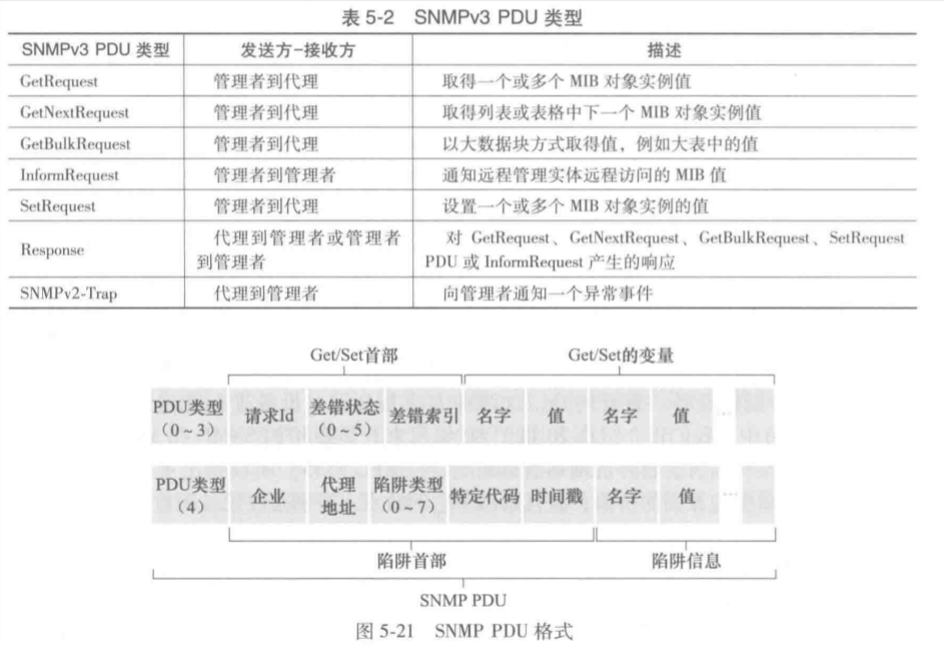 表 5-2 SNMPv3 PDU 类型
SNMPv3 PDU 类型 发送方-接收方 描述
GetRequest 管理者到代理 取得一个或多个 MIB 对象实例值
GetNextRequest 管理者到代理 取得列表或表格中下一个 MIB 对象实例值
GetBulkRequest 管理者到代理 以大数据块方式取得值，例如大表中的值
InformRequest 管理者到管理者 通知远程管理实体远程访问的 MIB 值
SetRequest 管理者到代理 设置一个或多个 MIB 对象实例的值
Response 代理到管理者或管理者到管理者 对 GetRequest、GetNextRequest、GetBulkRequest、SetRequest PDU 或 InformRequest 产生的响应
SNMPv2-Trap 代理到管理者 向管理者通知一个异常事件
Get/Set首部 Get/Set的变量
PDU类型（0~3） 请求Id 差错状态（0~5） 差错索引 名字 值 名字 值 …
PDU类型（4） 企业 代理地址 陷阱类型（0~7） 特定代码 时间戳 名字 值 …
陷阱首部 陷阱信息
SNMP PDU
图 5-21 SNMP PDU 格式